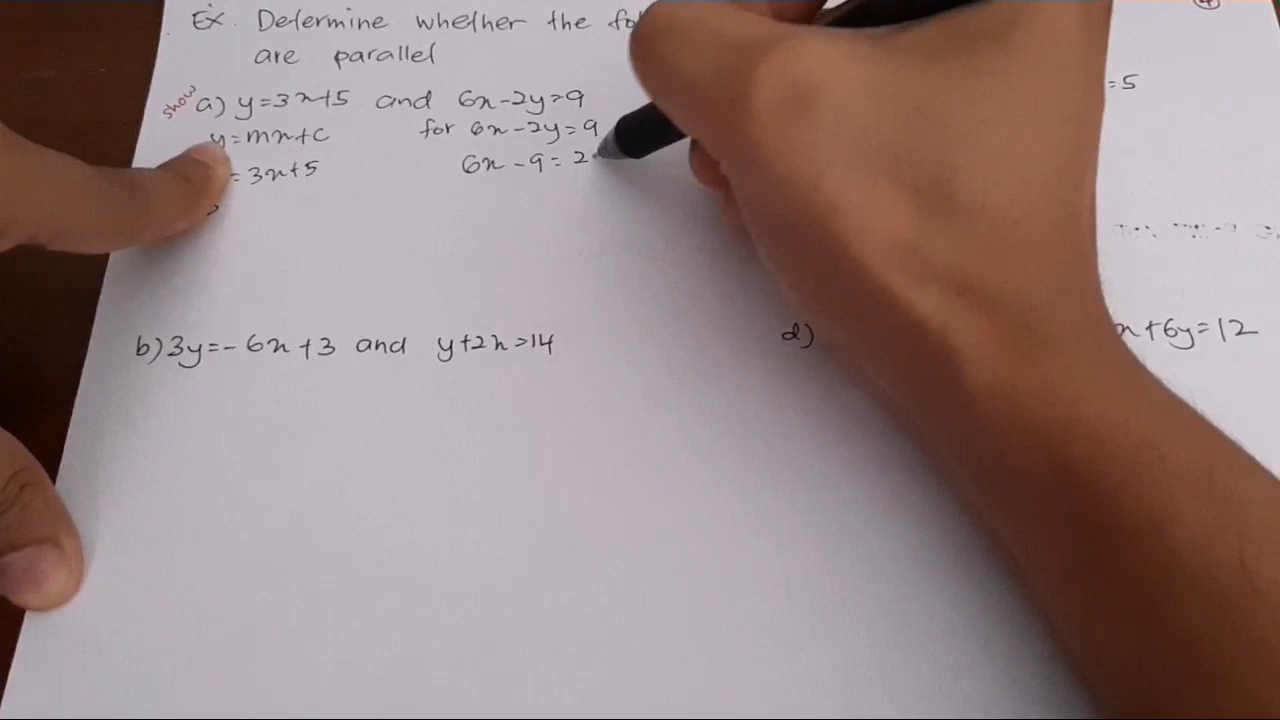 Ex. Determine whether the
are parallel
show a) y=3x+5 and 6x-2y=9
y=mx+c for 6x-2y=9
=3x+5 6x-9=2
b) 3y=-6x+3 and y+2x=14
=5
d) x+6y=12